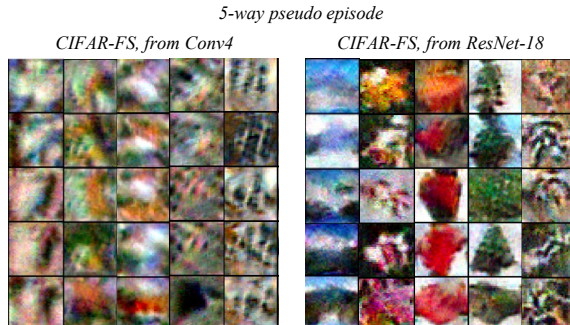 5-way pseudo episode
CIFAR-FS, from Conv4
CIFAR-FS, from ResNet-18